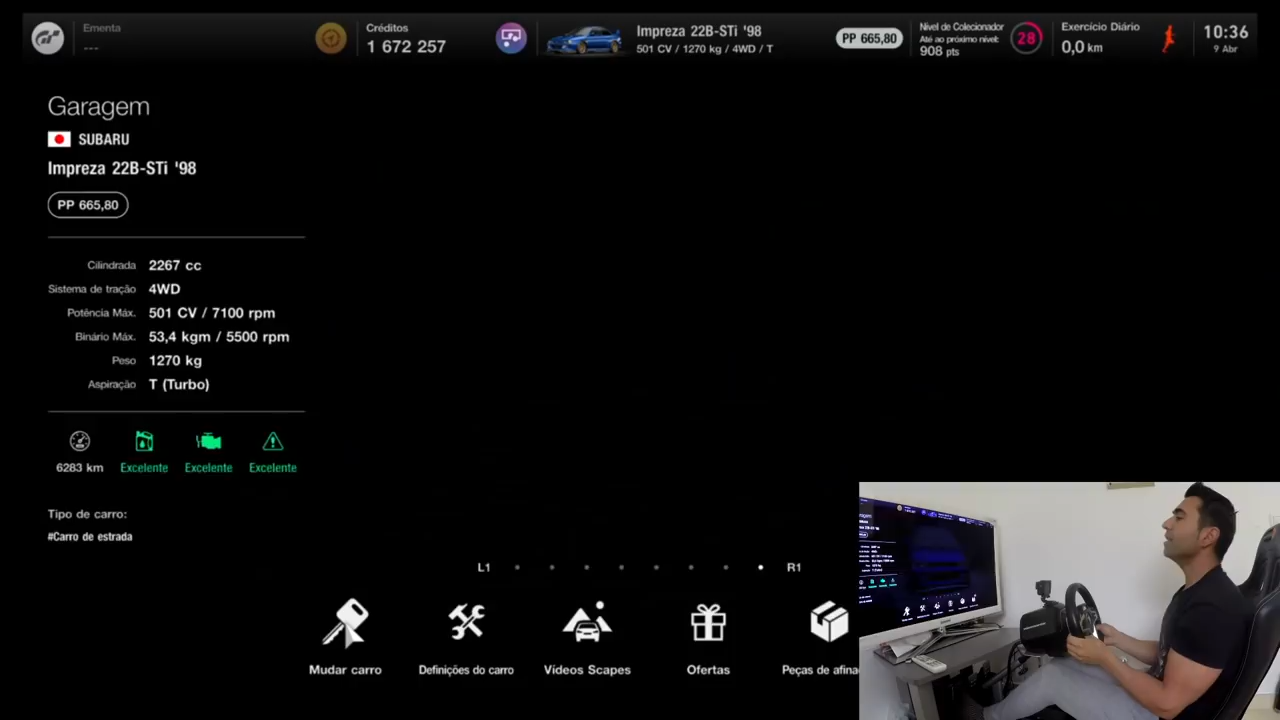 Ementa
---
Créditos
1 672 257
Impreza 22B-STi '98
501 CV / 1270 kg / 4WD / T
PP 665,80
Nível de Colecionador
Até ao próximo nível:
908 pts
28
Exercício Diário
0,0 km
10:36
9 Abr
Garagem
SUBARU
Impreza 22B-STi '98
PP 665,80
Cilindrada 2267 cc
Sistema de tração 4WD
Potência Máx. 501 CV / 7100 rpm
Binário Máx. 53,4 kgm / 5500 rpm
Peso 1270 kg
Aspiração T (Turbo)
6283 km Excelente Excelente Excelente
Tipo de carro:
#Carro de estrada
L1 R1
Mudar carro Definições do carro Vídeos Scapes Ofertas Peças de afina